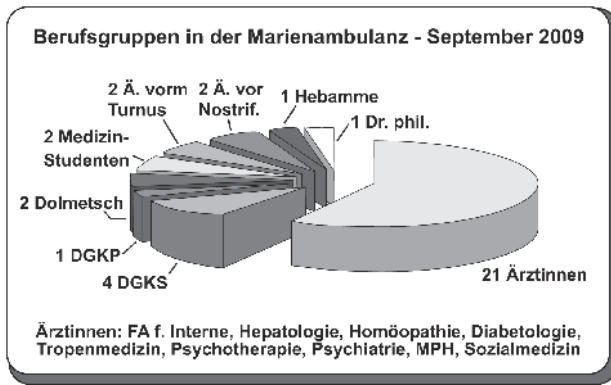 Berufsgruppen in der Marienambulanz - September 2009
2 Ä. vorm
Turnus
2 Ä. vor
Nostrif.
1 Hebamme
1 Dr. phil.
2 Medizin-
Studenten
2 Dolmetsch
1 DGKP
4 DGKS
21 Ärztinnen
Ärztinnen: FA f. Interne, Hepatologie, Homöopathie, Diabetologie,
Tropenmedizin, Psychotherapie, Psychiatrie, MPH, Sozialmedizin